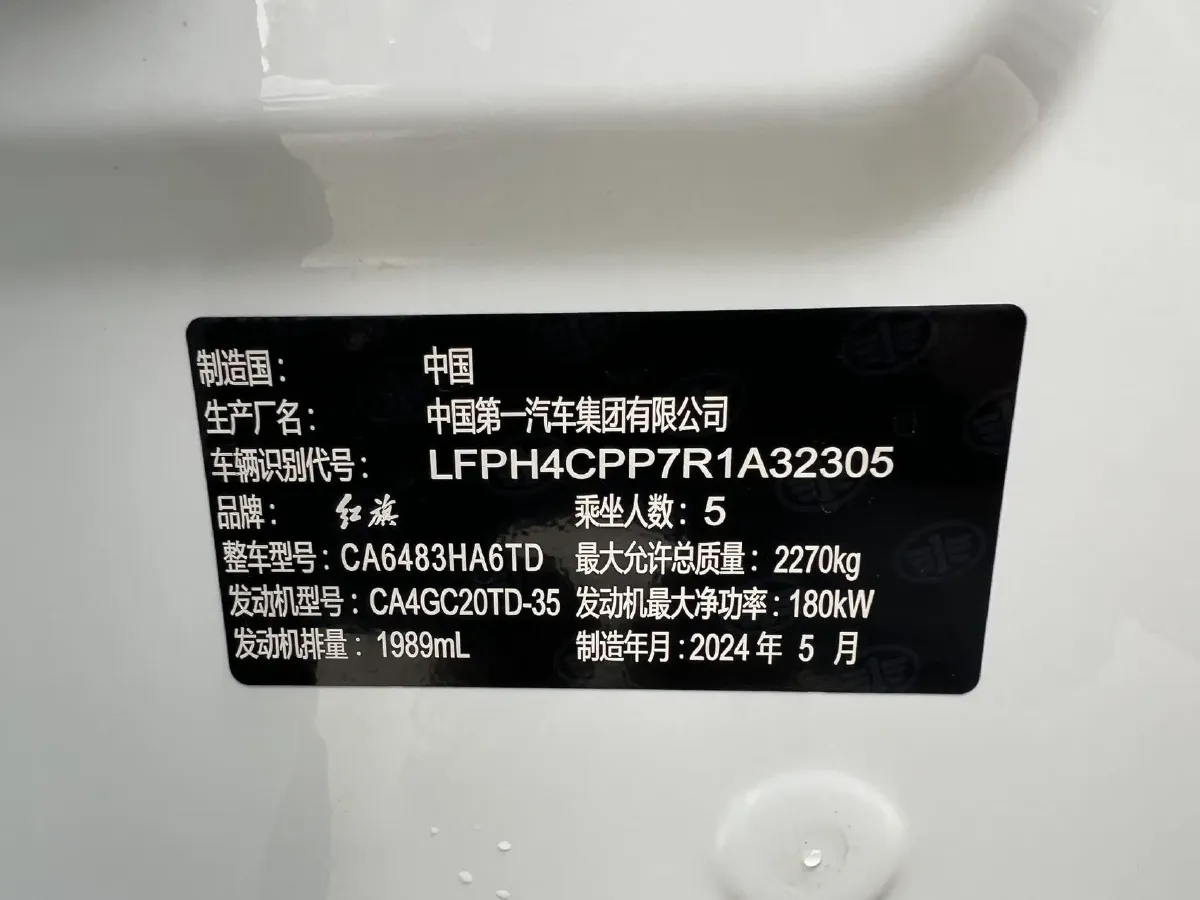 制造国： 中国
生产厂名： 中国第一汽车集团有限公司
车辆识别代号： LFPH4CPP7R1A32305
品牌： 红旗 乘坐人数：5
整车型号：CA6483HA6TD 最大允许总质量：2270kg
发动机型号：CA4GC20TD-35 发动机最大净功率：180kW
发动机排量：1989mL 制造年月：2024年 5 月